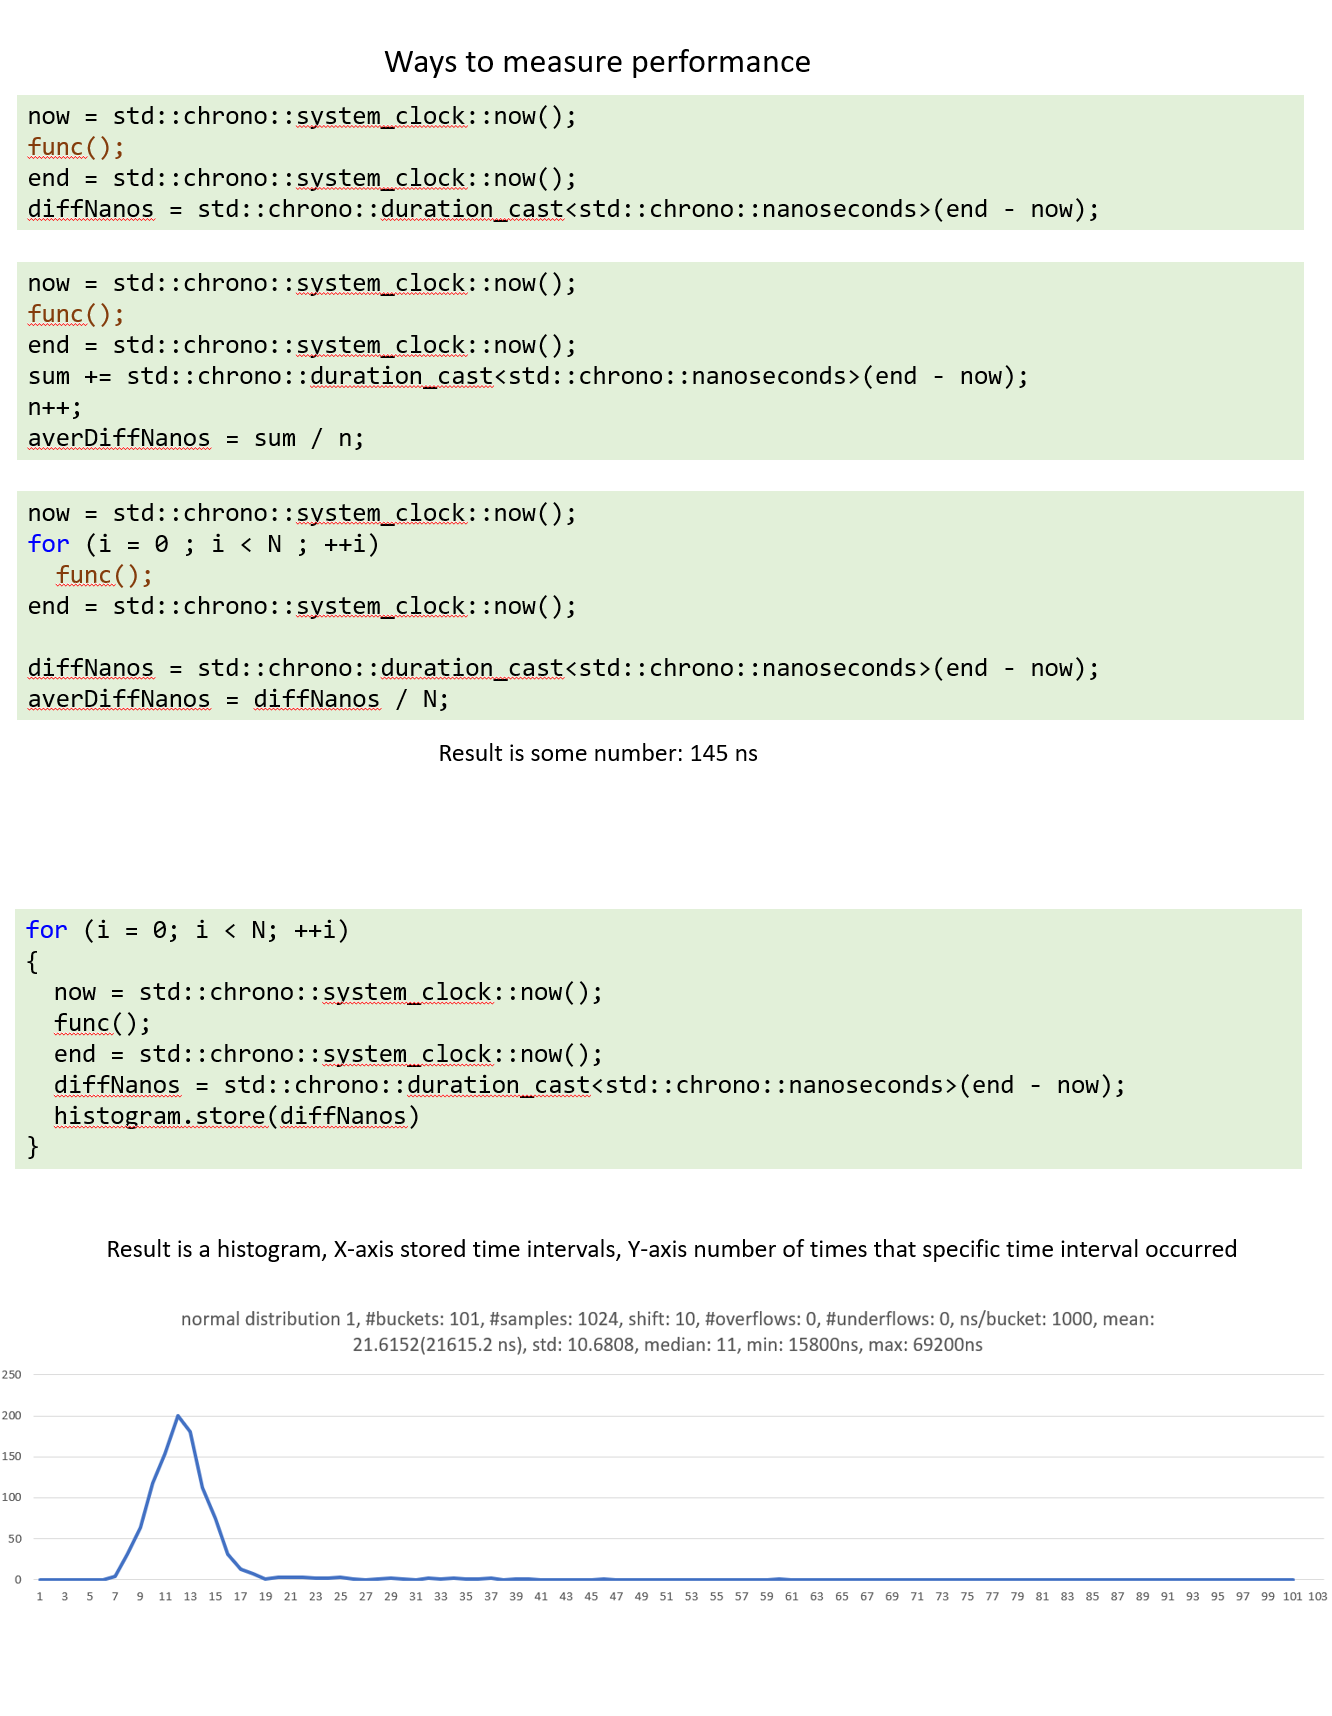 Ways to measure performance
now = std::chrono::system_clock::now();
func();
end = std::chrono::system_clock::now();
diffNanos = std::chrono::duration_cast<std::chrono::nanoseconds>(end - now);
now = std::chrono::system_clock::now();
func();
end = std::chrono::system_clock::now();
sum += std::chrono::duration_cast<std::chrono::nanoseconds>(end - now);
n++;
averDiffNanos = sum / n;
now = std::chrono::system_clock::now();
for (i = 0 ; i < N ; ++i)
  func();
end = std::chrono::system_clock::now();
diffNanos = std::chrono::duration_cast<std::chrono::nanoseconds>(end - now);
averDiffNanos = diffNanos / N;
Result is some number: 145 ns
for (i = 0; i < N; ++i)
{
  now = std::chrono::system_clock::now();
  func();
  end = std::chrono::system_clock::now();
  diffNanos = std::chrono::duration_cast<std::chrono::nanoseconds>(end - now);
  histogram.store(diffNanos)
}
Result is a histogram, X-axis stored time intervals, Y-axis number of times that specific time interval occurred
normal distribution 1, #buckets: 101, #samples: 1024, shift: 10, #overflows: 0, #underflows: 0, ns/bucket: 1000, mean:
21.6152(21615.2 ns), std: 10.6808, median: 11, min: 15800ns, max: 69200ns
250
200
150
100
50
0
1 3 5 7 9 11 13 15 17 19 21 23 25 27 29 31 33 35 37 39 41 43 45 47 49 51 53 55 57 59 61 63 65 67 69 71 73 75 77 79 81 83 85 87 89 91 93 95 97 99 101 103